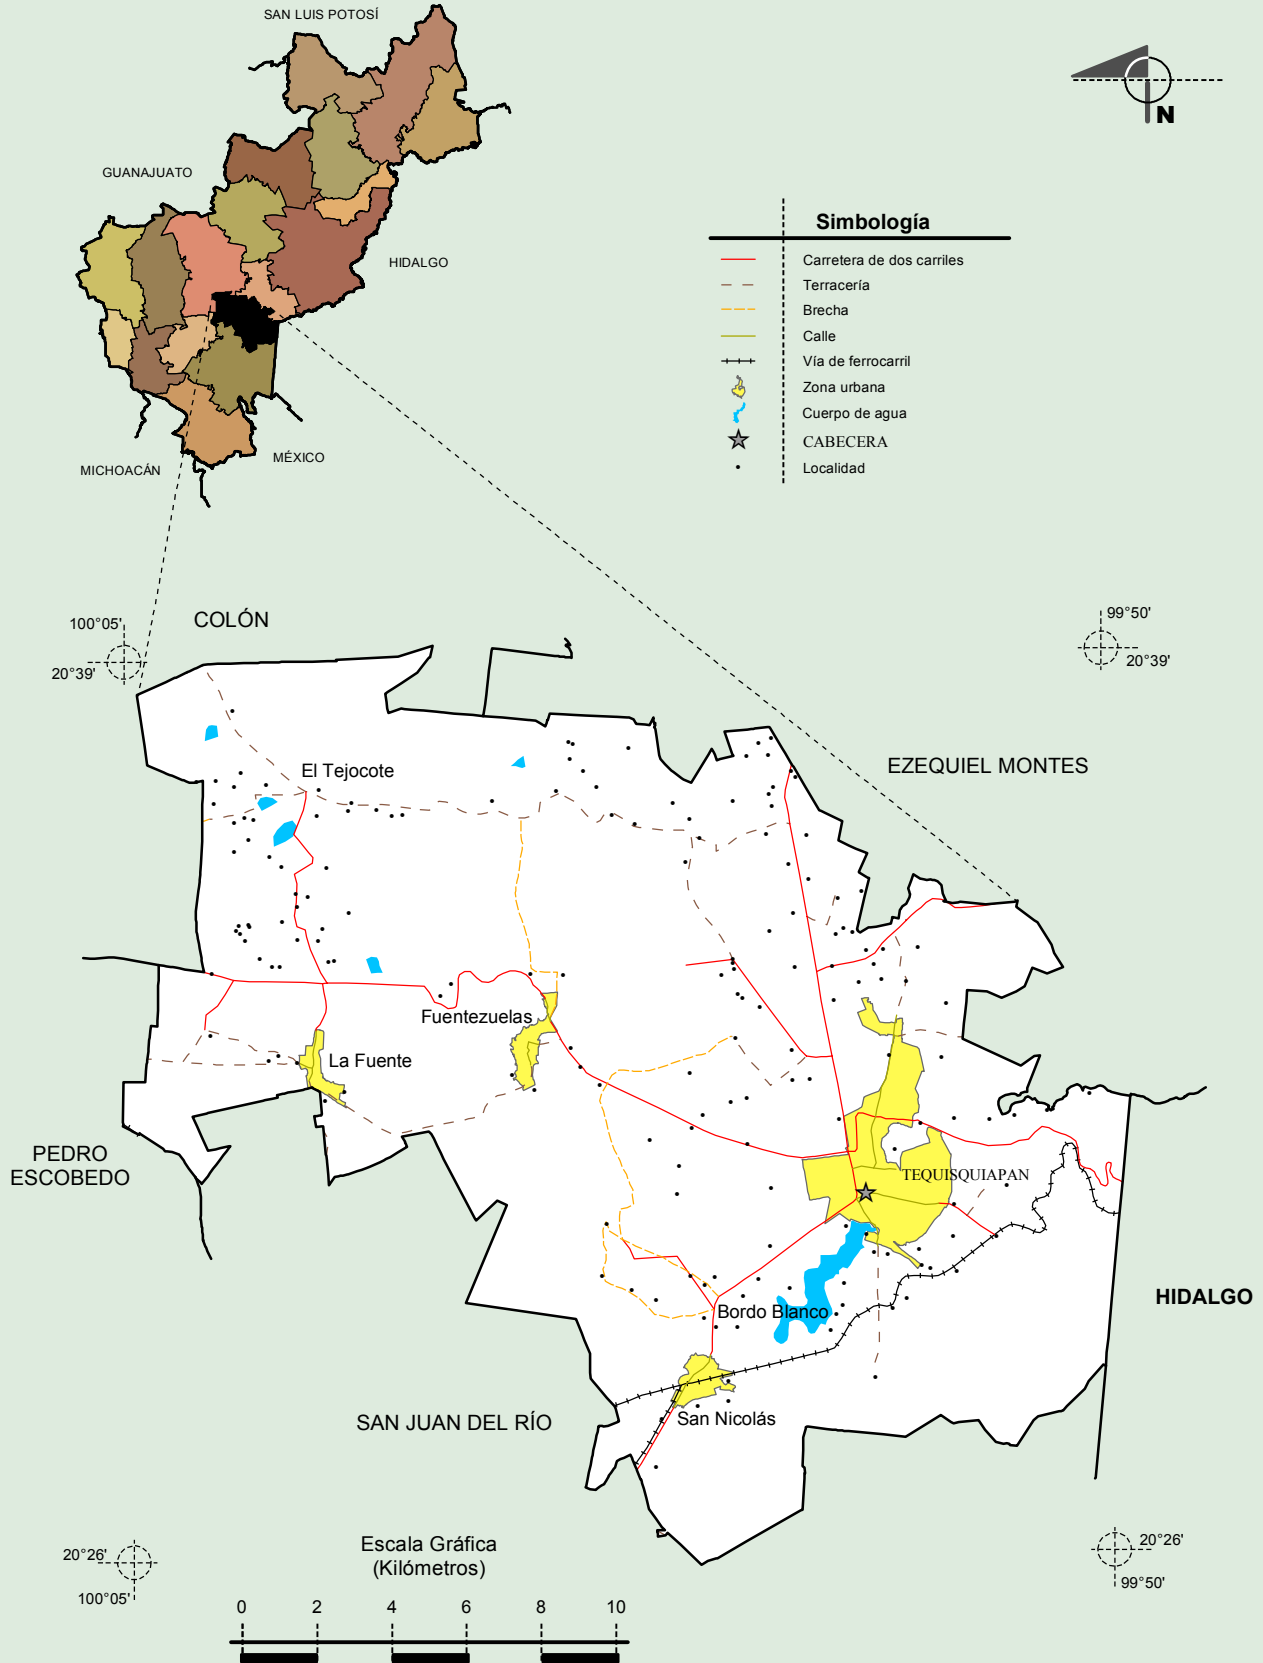 SAN LUIS POTOSÍ
GUANAJUATO
HIDALGO
MICHOACÁN
MÉXICO
N
Simbología
Carretera de dos carriles
Terracería
Brecha
Calle
Vía de ferrocarril
Zona urbana
Cuerpo de agua
CABECERA
Localidad
100°05'
20°39'
COLÓN
99°50'
20°39'
EZEQUIEL MONTES
El Tejocote
Fuentezuelas
La Fuente
PEDRO
ESCOBEDO
TEQUISQUIAPAN
HIDALGO
Bordo Blanco
SAN JUAN DEL RÍO
San Nicolás
20°26'
100°05'
Escala Gráfica
(Kilómetros)
0 2 4 6 8 10
20°26'
99°50'